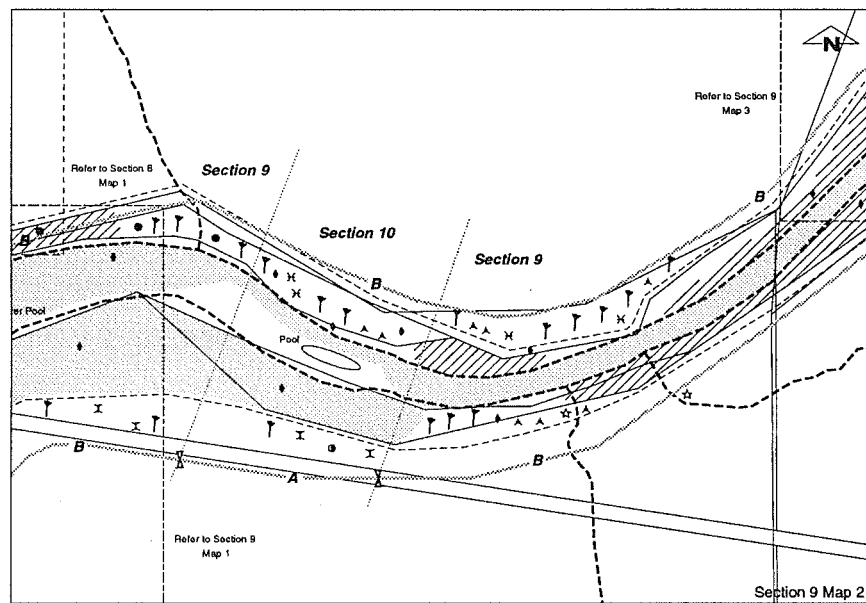 N
Refer to Section 9
Map 3
Refer to Section 8
Map 1
Section 9
B
Section 10
B
Section 9
B
Pool
Pool
B
A
B
Refer to Section 9
Map 1
Section 9 Map 2